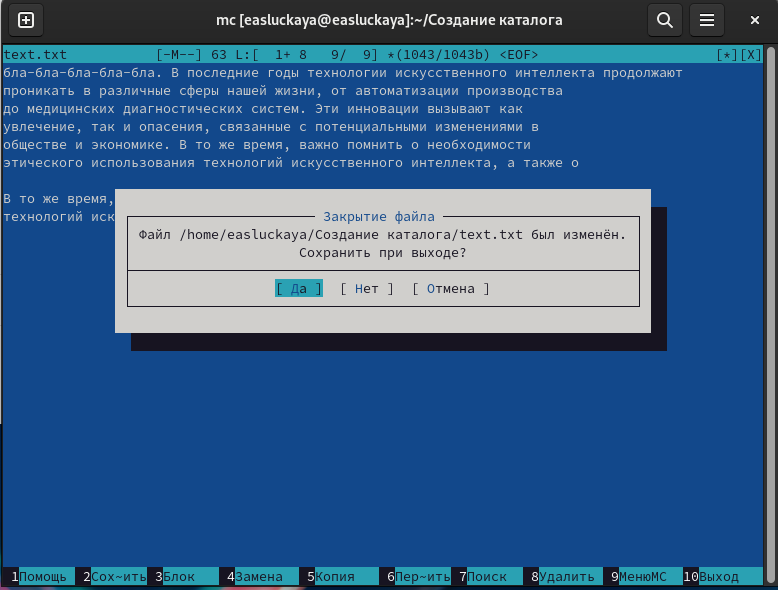 mc [easluckaya@easluckaya]:~/Создание каталога
text.txt [-M--] 63 L:[ 1+ 8 9/ 9] *(1043/1043b) <EOF> [*][X]
бла-бла-бла-бла-бла. В последние годы технологии искусственного интеллекта продолжают
проникать в различные сферы нашей жизни, от автоматизации производства
до медицинских диагностических систем. Эти инновации вызывают как
увлечение, так и опасения, связанные с потенциальными изменениями в
обществе и экономике. В то же время, важно помнить о необходимости
этического использования технологий искусственного интеллекта, а также о
В то же время,
технологий иск
Закрытие файла
Файл /home/easluckaya/Создание каталога/text.txt был изменён.
Сохранить при выходе?
[ Да ] [ Нет ] [ Отмена ]
1Помощь 2Сох~ить 3Блок 4Замена 5Копия 6Пер~ить 7Поиск 8Удалить 9МенюMC 10Выход